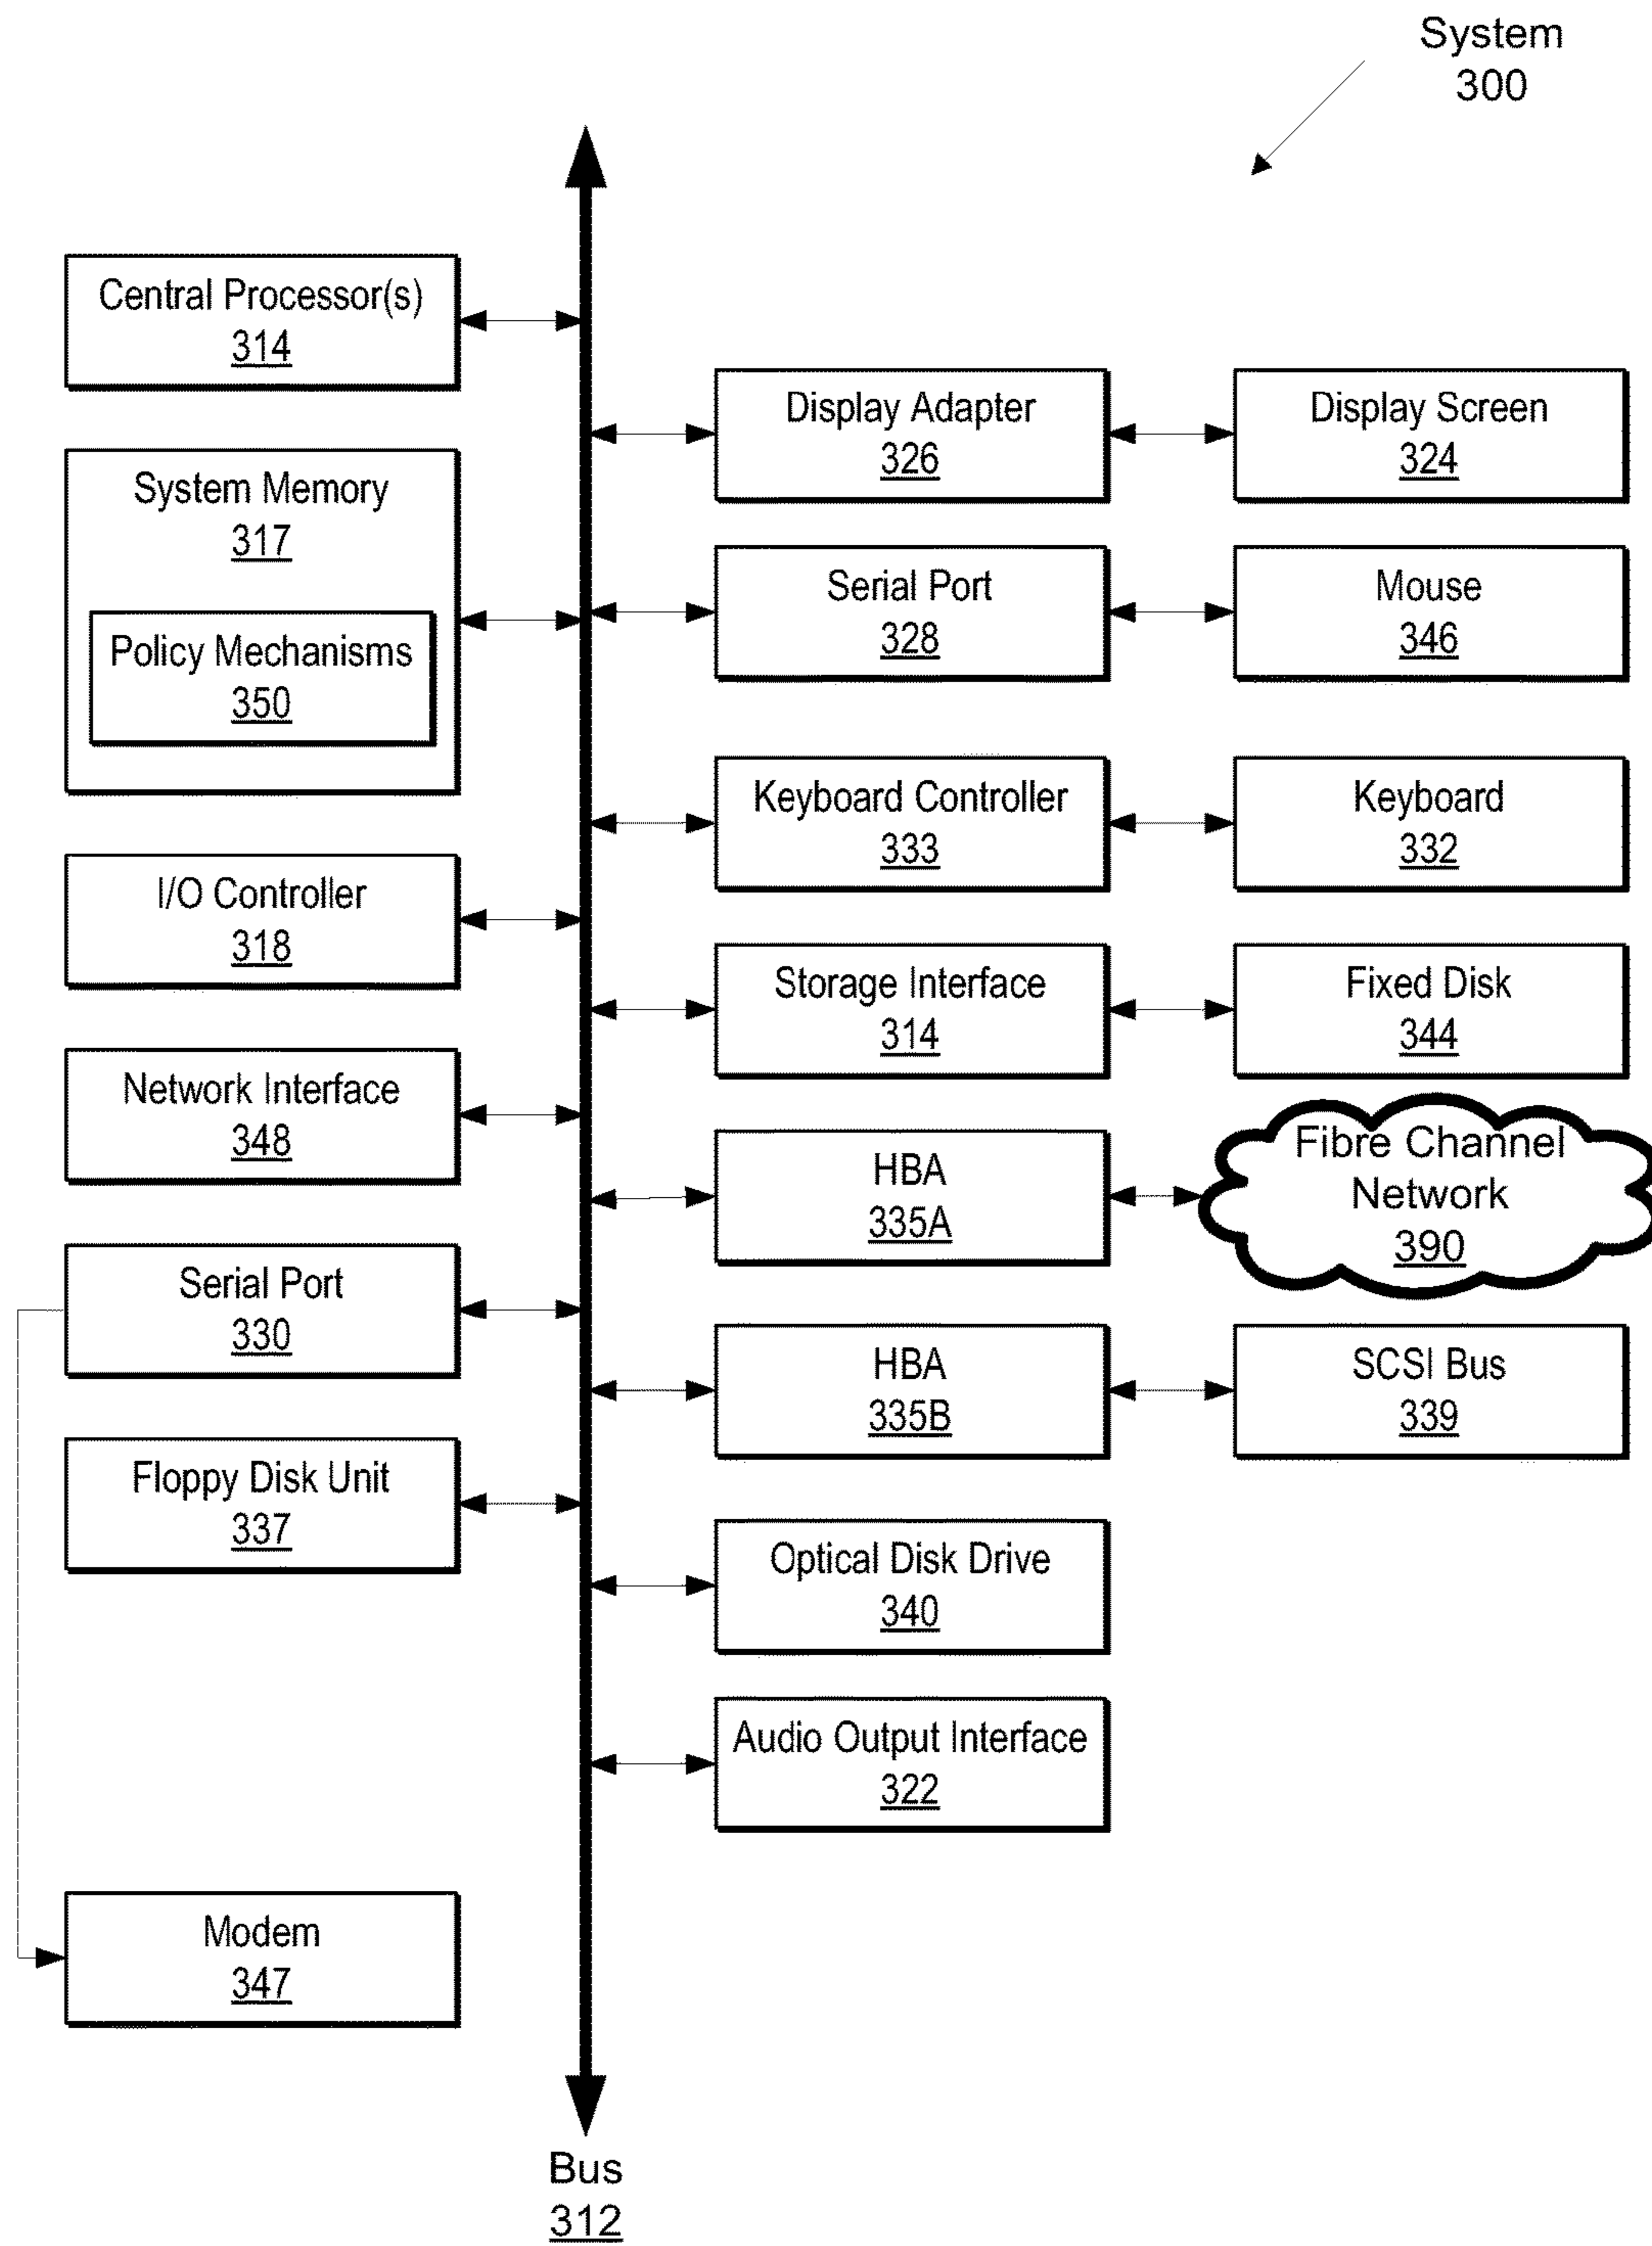 System
300
Central Processor(s)
314
System Memory
317
Policy Mechanisms
350
I/O Controller
318
Network Interface
348
Serial Port
330
Floppy Disk Unit
337
Modem
347
Display Adapter
326
Display Screen
324
Serial Port
328
Mouse
346
Keyboard Controller
333
Keyboard
332
Storage Interface
314
Fixed Disk
344
HBA
335A
Fibre Channel
Network
390
HBA
335B
SCSI Bus
339
Optical Disk Drive
340
Audio Output Interface
322
Bus
312